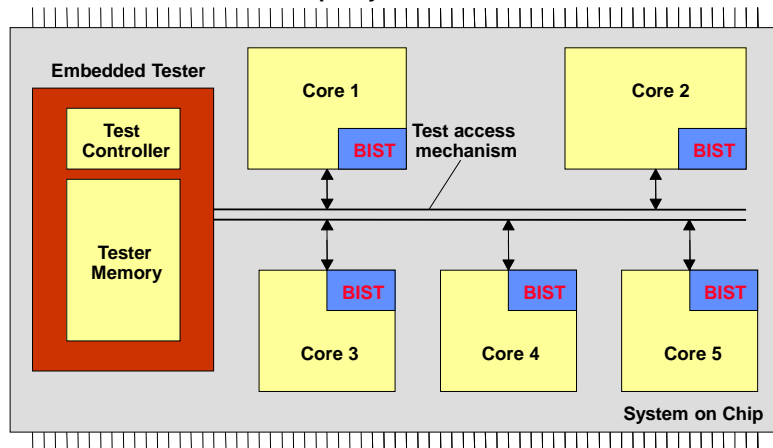 Embedded Tester
Test
Controller
Tester
Memory
Core 1
BIST
Test access
mechanism
Core 2
BIST
BIST
Core 3
BIST
Core 4
BIST
Core 5
System on Chip